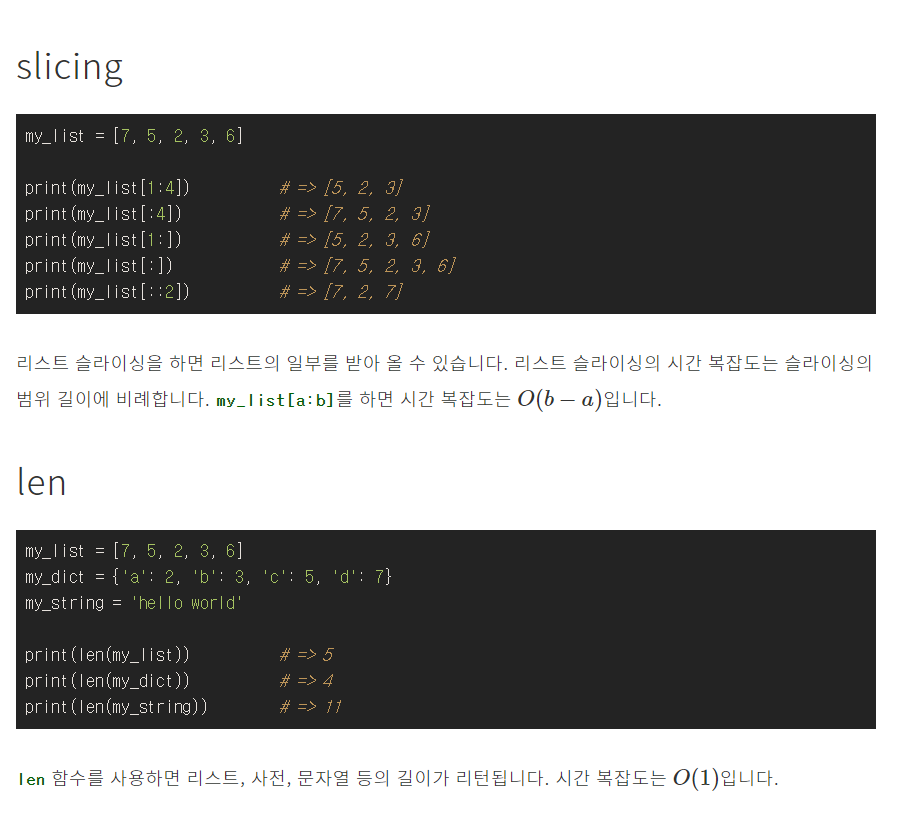 slicing
my_list = [7, 5, 2, 3, 6]
print(my_list[1:4]) # => [5, 2, 3]
print(my_list[:4]) # => [7, 5, 2, 3]
print(my_list[1:]) # => [5, 2, 3, 6]
print(my_list[:]) # => [7, 5, 2, 3, 6]
print(my_list[::2]) # => [7, 2, 7]
리스트 슬라이싱을 하면 리스트의 일부를 받아 올 수 있습니다. 리스트 슬라이싱의 시간 복잡도는 슬라이싱의
범위 길이에 비례합니다. my_list[a:b]를 하면 시간 복잡도는 O(b − a)입니다.
len
my_list = [7, 5, 2, 3, 6]
my_dict = {'a': 2, 'b': 3, 'c': 5, 'd': 7}
my_string = 'hello world'
print(len(my_list)) # => 5
print(len(my_dict)) # => 4
print(len(my_string)) # => 11
len 함수를 사용하면 리스트, 사전, 문자열 등의 길이가 리턴됩니다. 시간 복잡도는 O(1)입니다.